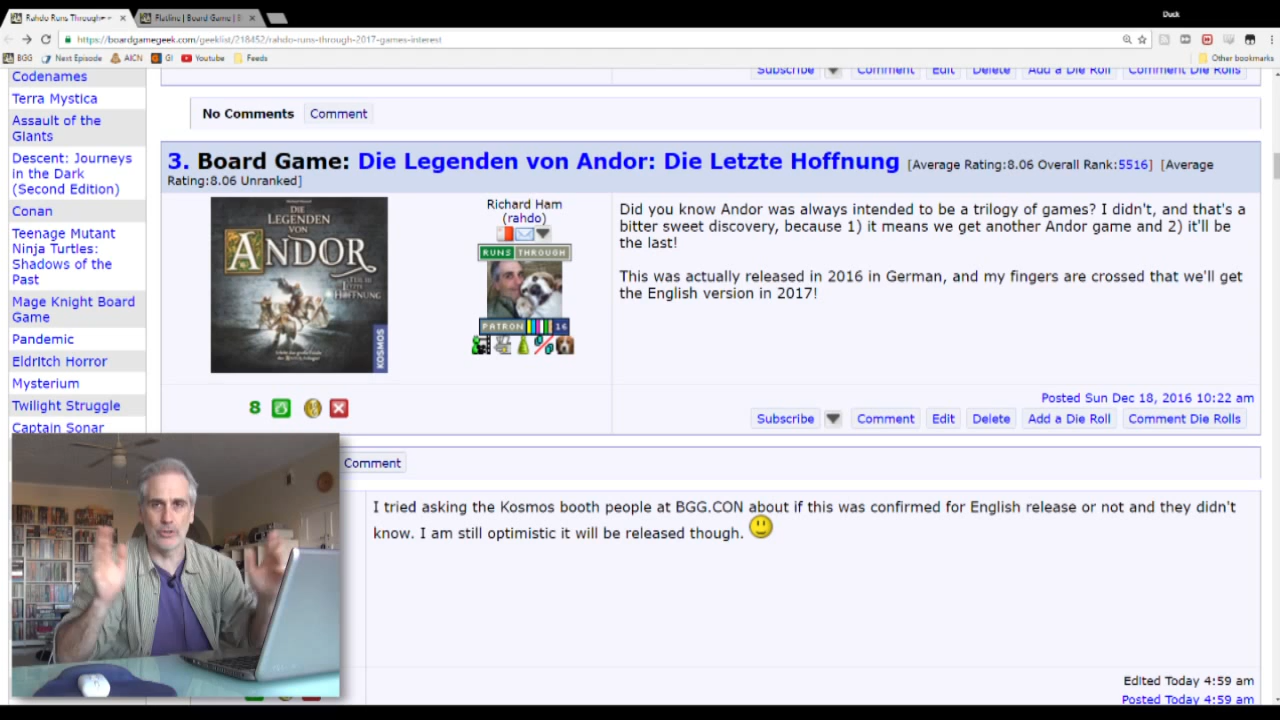 Duck
Rahdo Runs Through
Flatline | Board Game |
https://boardgamegeek.com/geeklist/218452/rahdo-runs-through-2017-games-interest
BGG Next Episode AICN GI Youtube Feeds
Other bookmarks
Codenames
Terra Mystica
Assault of the
Giants
Descent: Journeys
in the Dark
(Second Edition)
Conan
Teenage Mutant
Ninja Turtles:
Shadows of the
Past
Mage Knight Board
Game
Pandemic
Eldritch Horror
Mysterium
Twilight Struggle
Captain Sonar
Subscribe Comment Edit Delete Add a Die Roll Comment Die Rolls
No Comments Comment
3. Board Game: Die Legenden von Andor: Die Letzte Hoffnung [Average Rating:8.06 Overall Rank:5516] [Average
Rating:8.06 Unranked]
DIE
LEGENDEN
VON
ANDOR
TEIL III
LETZTE
HOFFNUNG
KOSMOS
Richard Ham
(rahdo)
RUNS THROUGH
PATRON 16
Did you know Andor was always intended to be a trilogy of games? I didn't, and that's a
bitter sweet discovery, because 1) it means we get another Andor game and 2) it'll be
the last!
This was actually released in 2016 in German, and my fingers are crossed that we'll get
the English version in 2017!
8
Posted Sun Dec 18, 2016 10:22 am
Subscribe Comment Edit Delete Add a Die Roll Comment Die Rolls
Comment
I tried asking the Kosmos booth people at BGG.CON about if this was confirmed for English release or not and they didn't
know. I am still optimistic it will be released though.
Edited Today 4:59 am
Posted Today 4:59 am